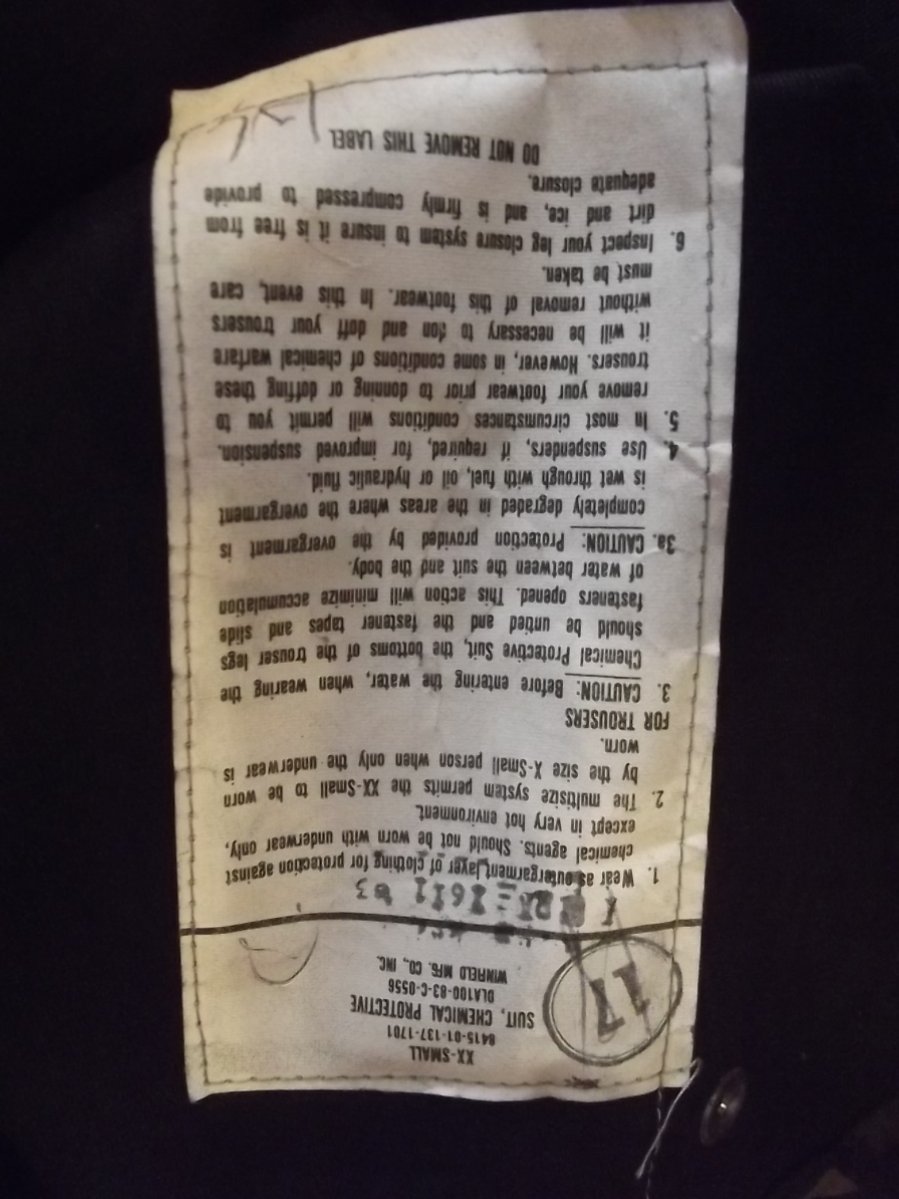 XX-SMALL
8415-01-137-1701
SUIT, CHEMICAL PROTECTIVE
DLA100-83-C-0556
WINFIELD MFG. CO., INC.
17
1. Wear as outergarment layer of clothing for protection against
chemical agents. Should not be worn with underwear only,
except in very hot environment.
2. The multisize system permits the XX-Small to be worn
by the size X-Small person when only the underwear is
worn.
FOR TROUSERS
3. CAUTION: Before entering the water, when wearing the
Chemical Protective Suit, the bottoms of the trouser legs
should be untied and the fastener tapes and slide
fasteners opened. This action will minimize accumulation
of water between the suit and the body.
3a. CAUTION: Protection provided by the overgarment is
completely degraded in the areas where the overgarment
is wet through with fuel, oil or hydraulic fluid.
4. Use suspenders, if required, for improved suspension.
5. In most circumstances conditions will permit you to
remove your footwear prior to donning or doffing these
trousers. However, in some conditions of chemical warfare
it will be necessary to don and doff your trousers
without removal of this footwear. In this event, care
must be taken.
6. Inspect your leg closure system to insure it is free from
dirt and ice, and is firmly compressed to provide
adequate closure.
DO NOT REMOVE THIS LABEL